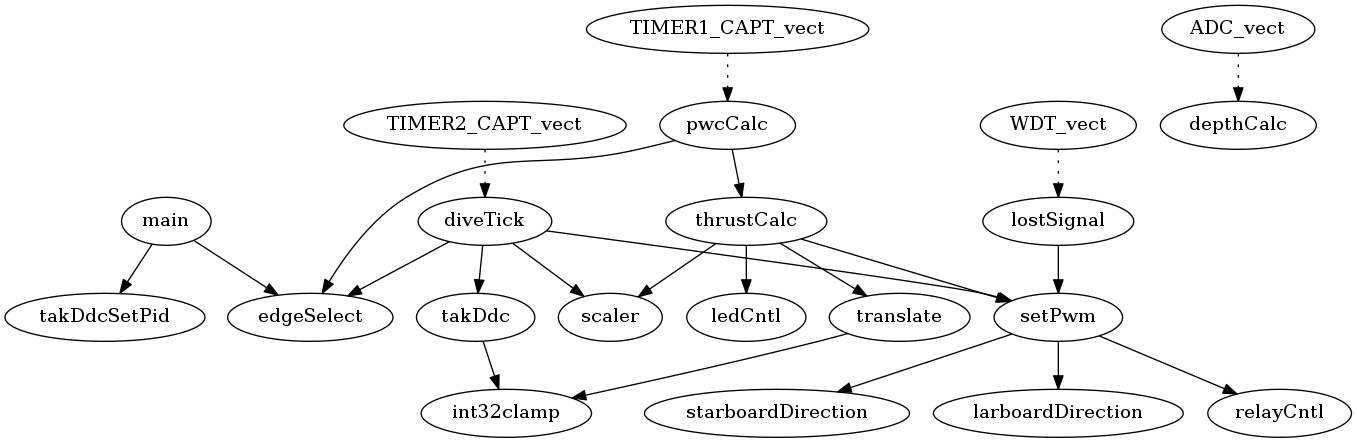 TIMER1_CAPT_vect
ADC_vect
TIMER2_CAPT_vect
pwcCalc
WDT_vect
depthCalc
main
diveTick
thrustCalc
lostSignal
takDdcSetPid
edgeSelect
takDdc
scaler
ledCntl
translate
setPwm
int32clamp
starboardDirection
larboardDirection
relayCntl